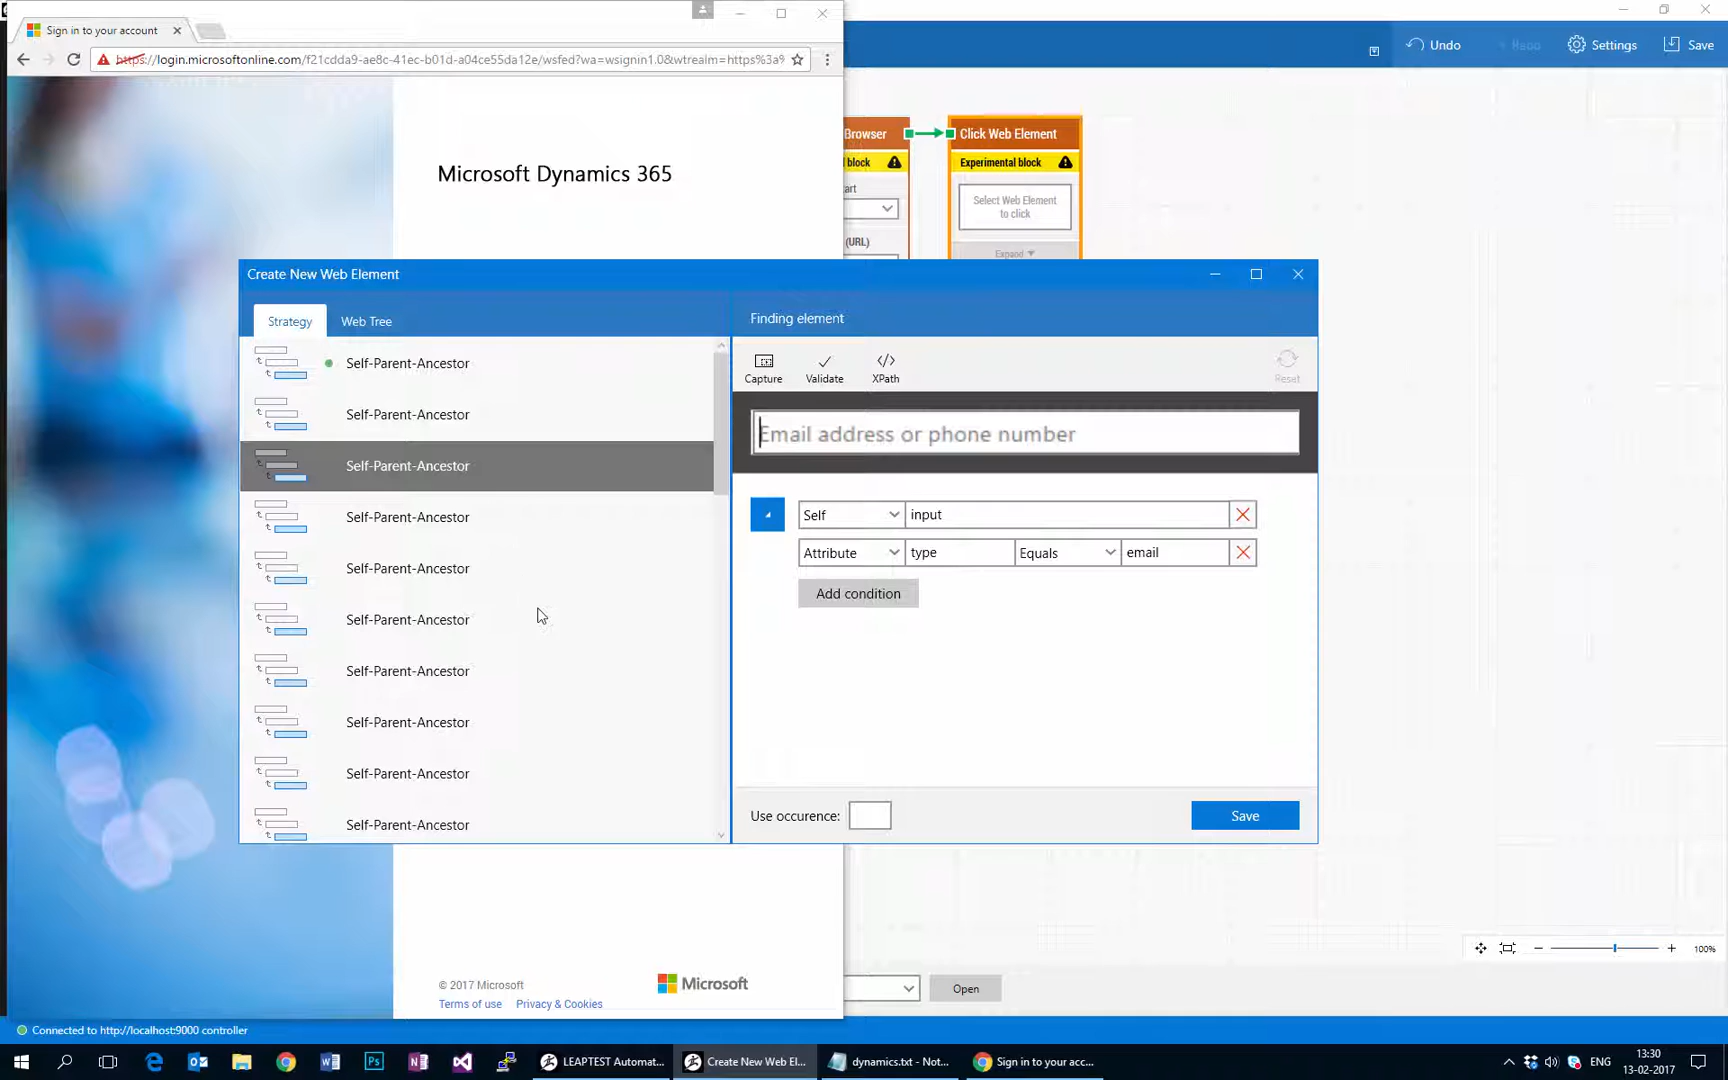 Sign in to your account
https://login.microsoftonline.com/f21cdda9-ae8c-41ec-b01d-a04ce55da12e/wsfed?wa=wsignin1.0&wtrealm=https%3a%
Undo
Redo
Settings
Save
Microsoft Dynamics 365
Browser
Click Web Element
block
Experimental block
Select Web Element
to click
(URL)
Expand
Create New Web Element
Strategy
Web Tree
Finding element
Self-Parent-Ancestor
Self-Parent-Ancestor
Self-Parent-Ancestor
Self-Parent-Ancestor
Self-Parent-Ancestor
Self-Parent-Ancestor
Self-Parent-Ancestor
Self-Parent-Ancestor
Self-Parent-Ancestor
Self-Parent-Ancestor
Capture
Validate
XPath
Reset
Email address or phone number
Self
input
Attribute
type
Equals
email
Add condition
Use occurence:
Save
100%
© 2017 Microsoft
Microsoft
Terms of use
Privacy & Cookies
Open
Connected to http://localhost:9000 controller
LEAPTEST Automat...
Create New Web El...
dynamics.txt - Not...
Sign in to your acc...
ENG
13:30
13-02-2017